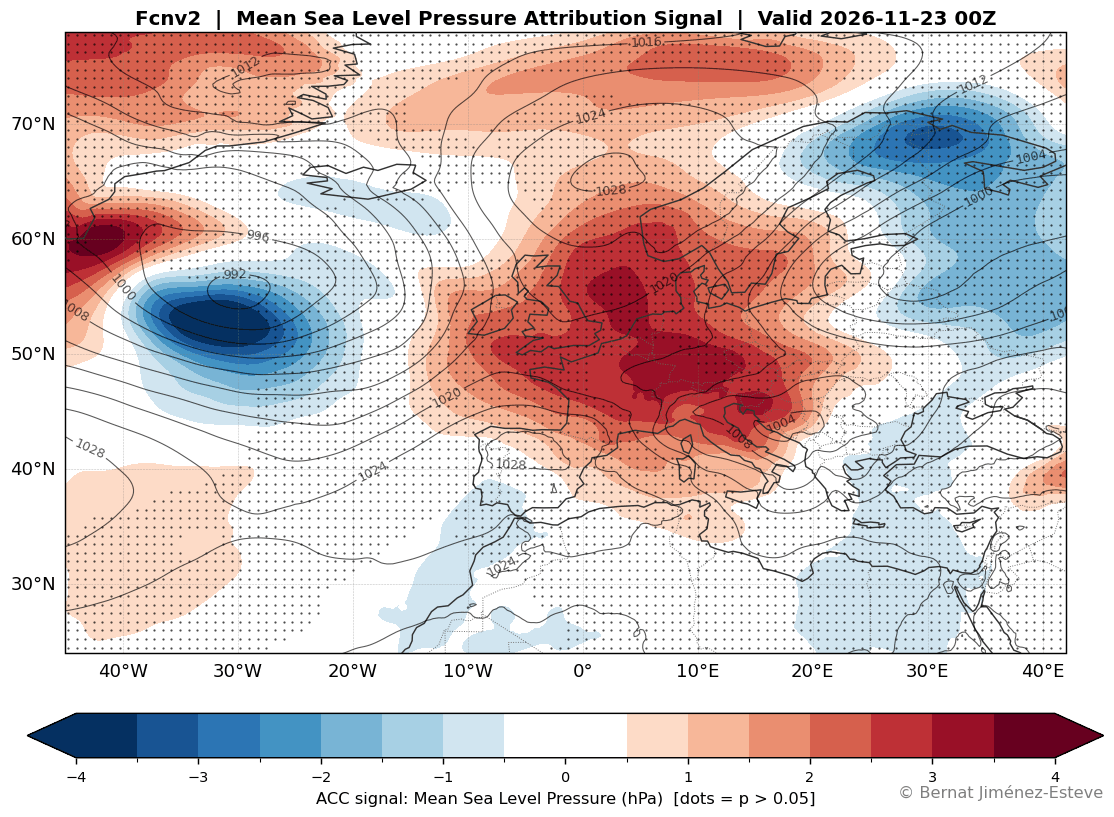 Fcnv2 | Mean Sea Level Pressure Attribution Signal | Valid 2026-11-23 00Z
1016
1012
1012
70°N
1024
1004
1028
1000
60°N
996
992
1000
1020
1008
50°N
1020
1004
1008
1028
1028
1024
40°N
1024
30°N
40°W 30°W 20°W 10°W 0° 10°E 20°E 30°E 40°E
−4 −3 −2 −1 0 1 2 3 4
ACC signal: Mean Sea Level Pressure (hPa) [dots = p > 0.05]
© Bernat Jiménez-Esteve